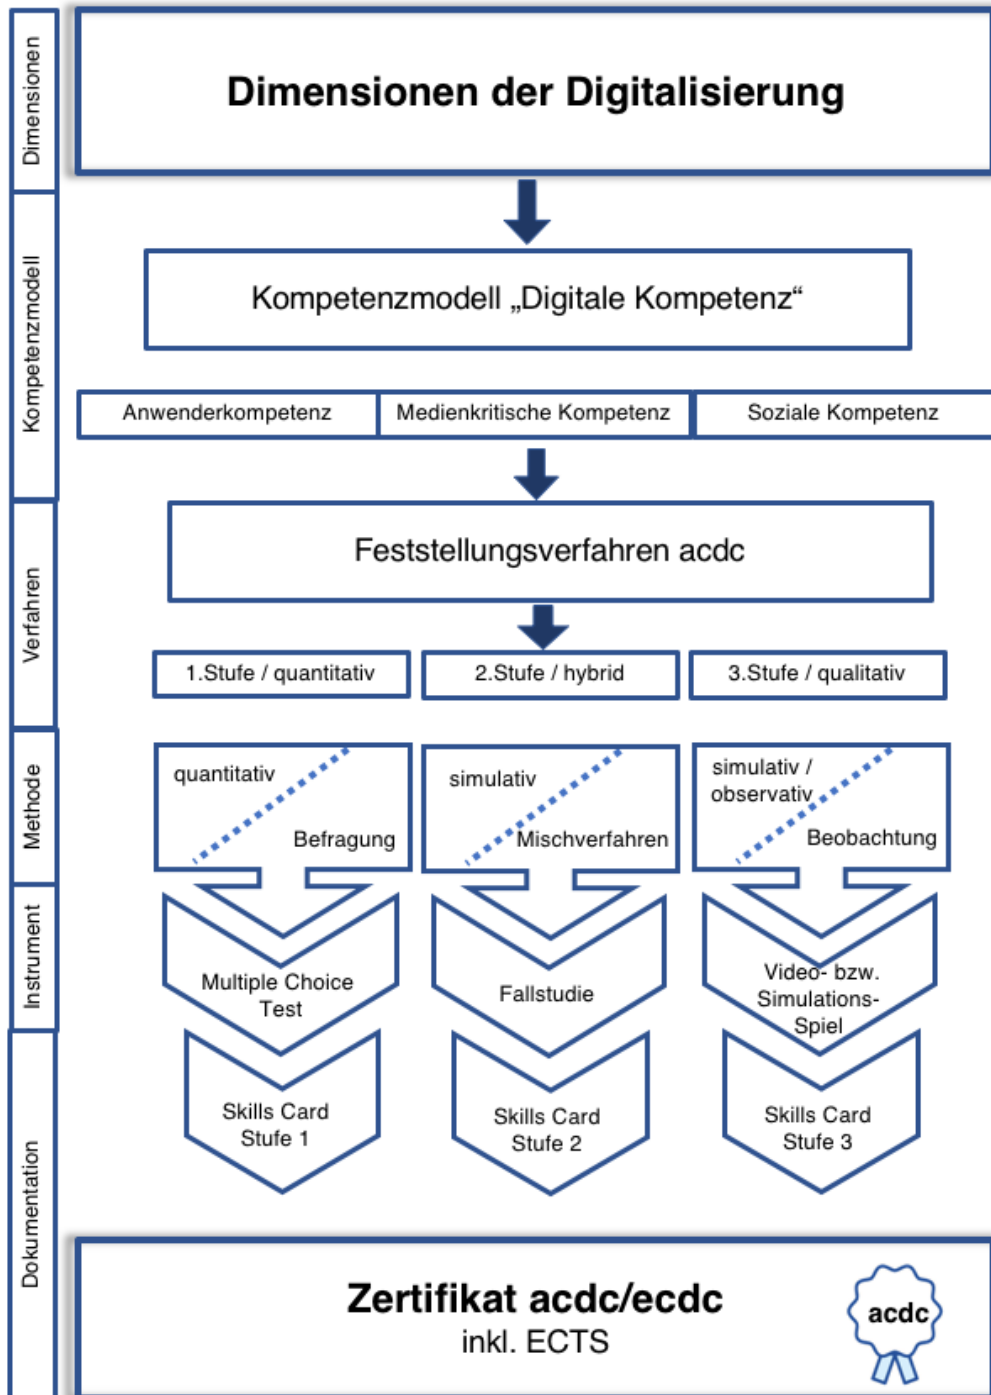 Dimensionen
Dimensionen der Digitalisierung
Kompetenzmodell
Kompetenzmodell „Digitale Kompetenz“
Anwenderkompetenz
Medienkritische Kompetenz
Soziale Kompetenz
Verfahren
Feststellungsverfahren acdc
1.Stufe / quantitativ
2.Stufe / hybrid
3.Stufe / qualitativ
Methode
quantitativ
Befragung
simulativ
Mischverfahren
simulativ /
observativ
Beobachtung
Instrument
Multiple Choice
Test
Fallstudie
Video- bzw.
Simulations-
Spiel
Dokumentation
Skills Card
Stufe 1
Skills Card
Stufe 2
Skills Card
Stufe 3
Zertifikat acdc/ecdc
inkl. ECTS
acdc